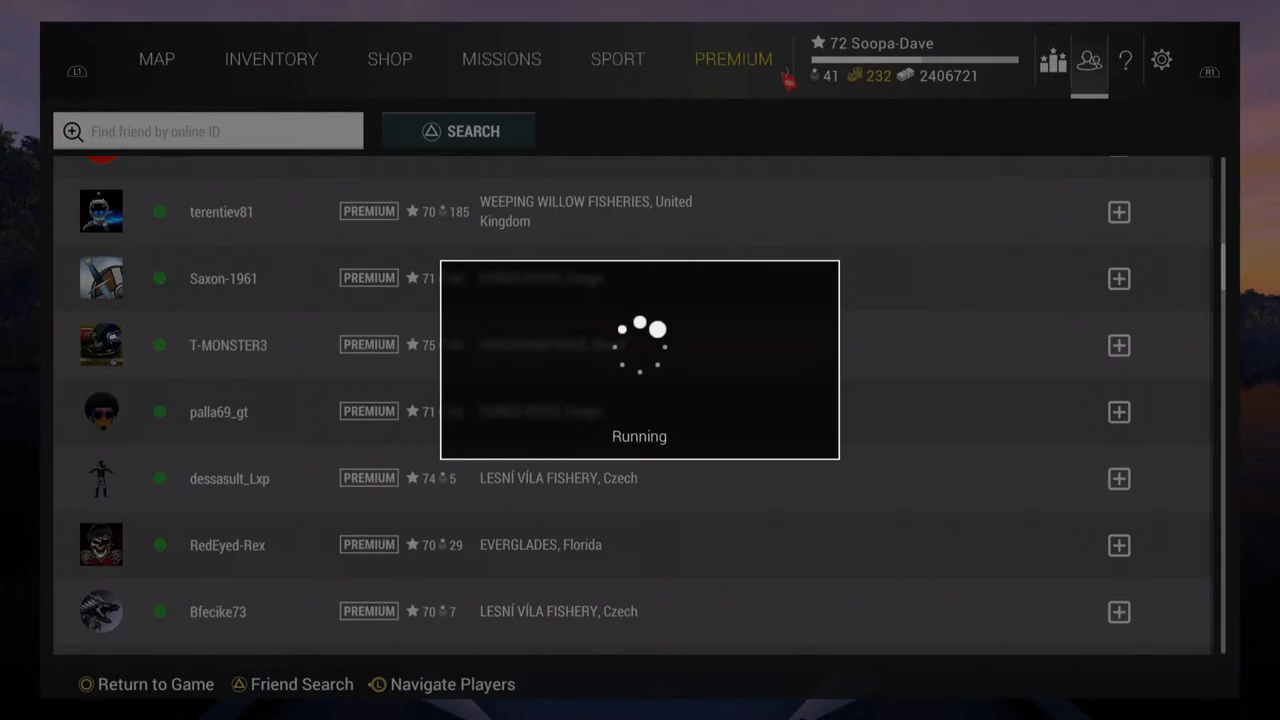 L1
MAP
INVENTORY
SHOP
MISSIONS
SPORT
PREMIUM
72 Soopa-Dave
41 232 2406721
?
R1
Find friend by online ID
SEARCH
terentiev81 PREMIUM 70 185 WEEPING WILLOW FISHERIES, United
Kingdom
Saxon-1961 PREMIUM 71
T-MONSTER3 PREMIUM 75
palla69_gt PREMIUM 71
Running
dessasult_Lxp PREMIUM 74 5 LESNÍ VÍLA FISHERY, Czech
RedEyed-Rex PREMIUM 70 29 EVERGLADES, Florida
Bfecike73 PREMIUM 70 7 LESNÍ VÍLA FISHERY, Czech
Return to Game Friend Search L Navigate Players